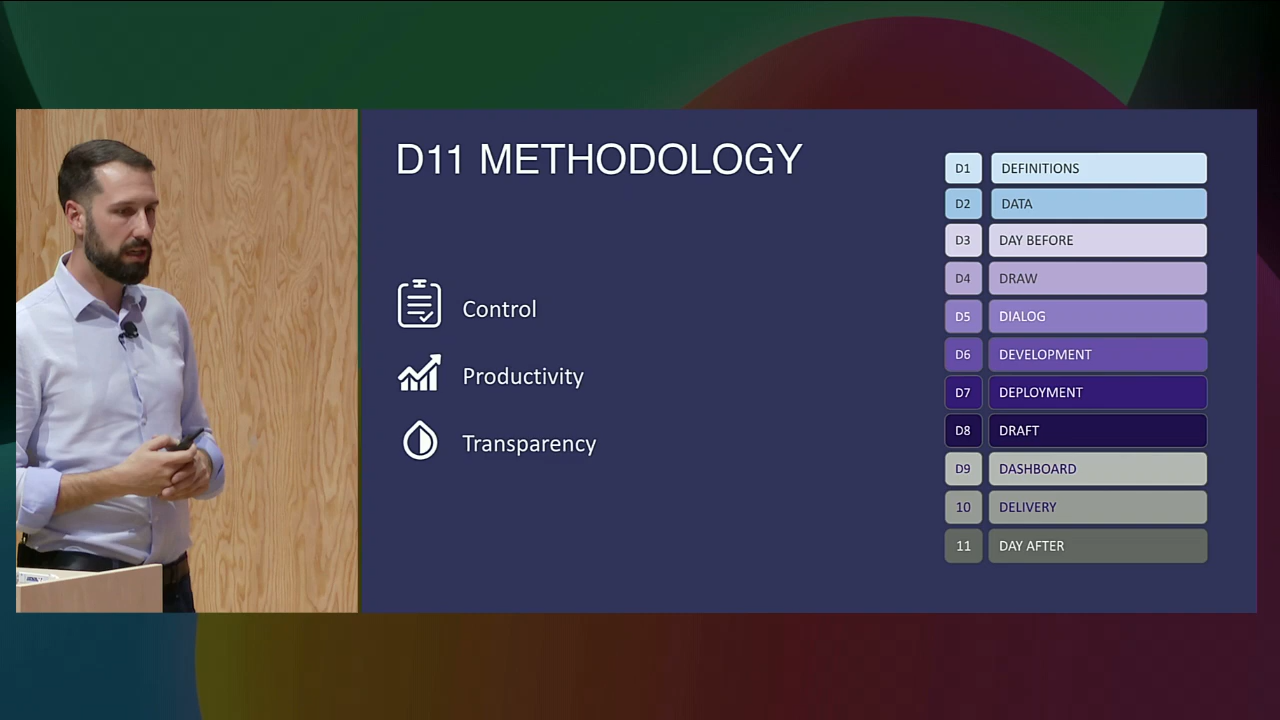 D11 METHODOLOGY
Control
Productivity
Transparency
D1 DEFINITIONS
D2 DATA
D3 DAY BEFORE
D4 DRAW
D5 DIALOG
D6 DEVELOPMENT
D7 DEPLOYMENT
D8 DRAFT
D9 DASHBOARD
10 DELIVERY
11 DAY AFTER